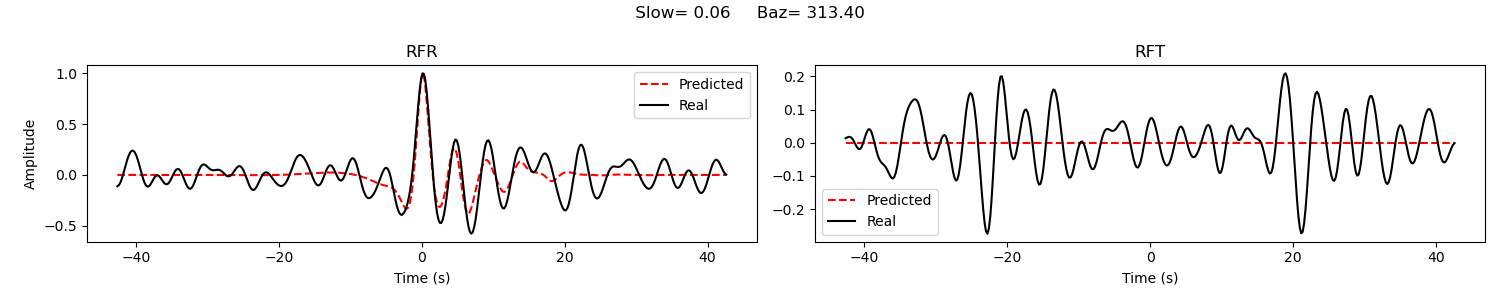 Slow= 0.06 Baz= 313.40
RFR
RFT
Amplitude
1.0
0.5
0.0
−0.5
Predicted
Real
−40
−20
0
20
40
Time (s)
0.2
0.1
0.0
−0.1
−0.2
Predicted
Real
−40
−20
0
20
40
Time (s)